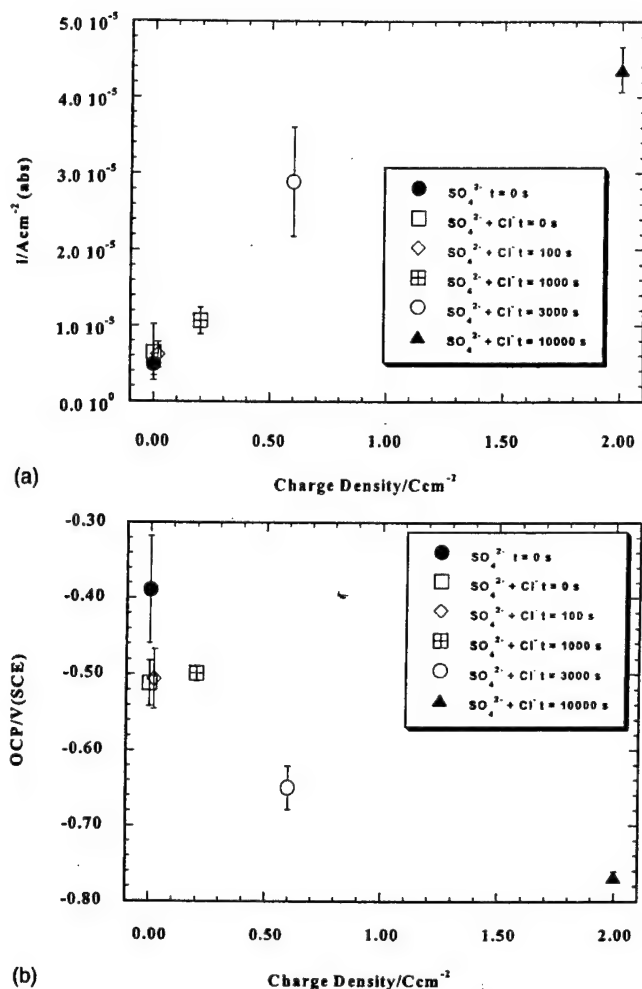 5.0 10⁻⁵
4.0 10⁻⁵
3.0 10⁻⁵
2.0 10⁻⁵
1.0 10⁻⁵
0.0 10⁰
i/Acm⁻² (abs)
SO₄²⁻ t = 0 s
SO₄²⁻ + Cl⁻ t = 0 s
SO₄²⁻ + Cl⁻ t = 100 s
SO₄²⁻ + Cl⁻ t = 1000 s
SO₄²⁻ + Cl⁻ t = 3000 s
SO₄²⁻ + Cl⁻ t = 10000 s
0.00 0.50 1.00 1.50 2.00
(a)
Charge Density/Ccm⁻²
-0.30
-0.40
-0.50
-0.60
-0.70
-0.80
OCP/V(SCE)
SO₄²⁻ t = 0 s
SO₄²⁻ + Cl⁻ t = 0 s
SO₄²⁻ + Cl⁻ t = 100 s
SO₄²⁻ + Cl⁻ t = 1000 s
SO₄²⁻ + Cl⁻ t = 3000 s
SO₄²⁻ + Cl⁻ t = 10000 s
0.00 0.50 1.00 1.50 2.00
(b)
Charge Density/Ccm⁻²